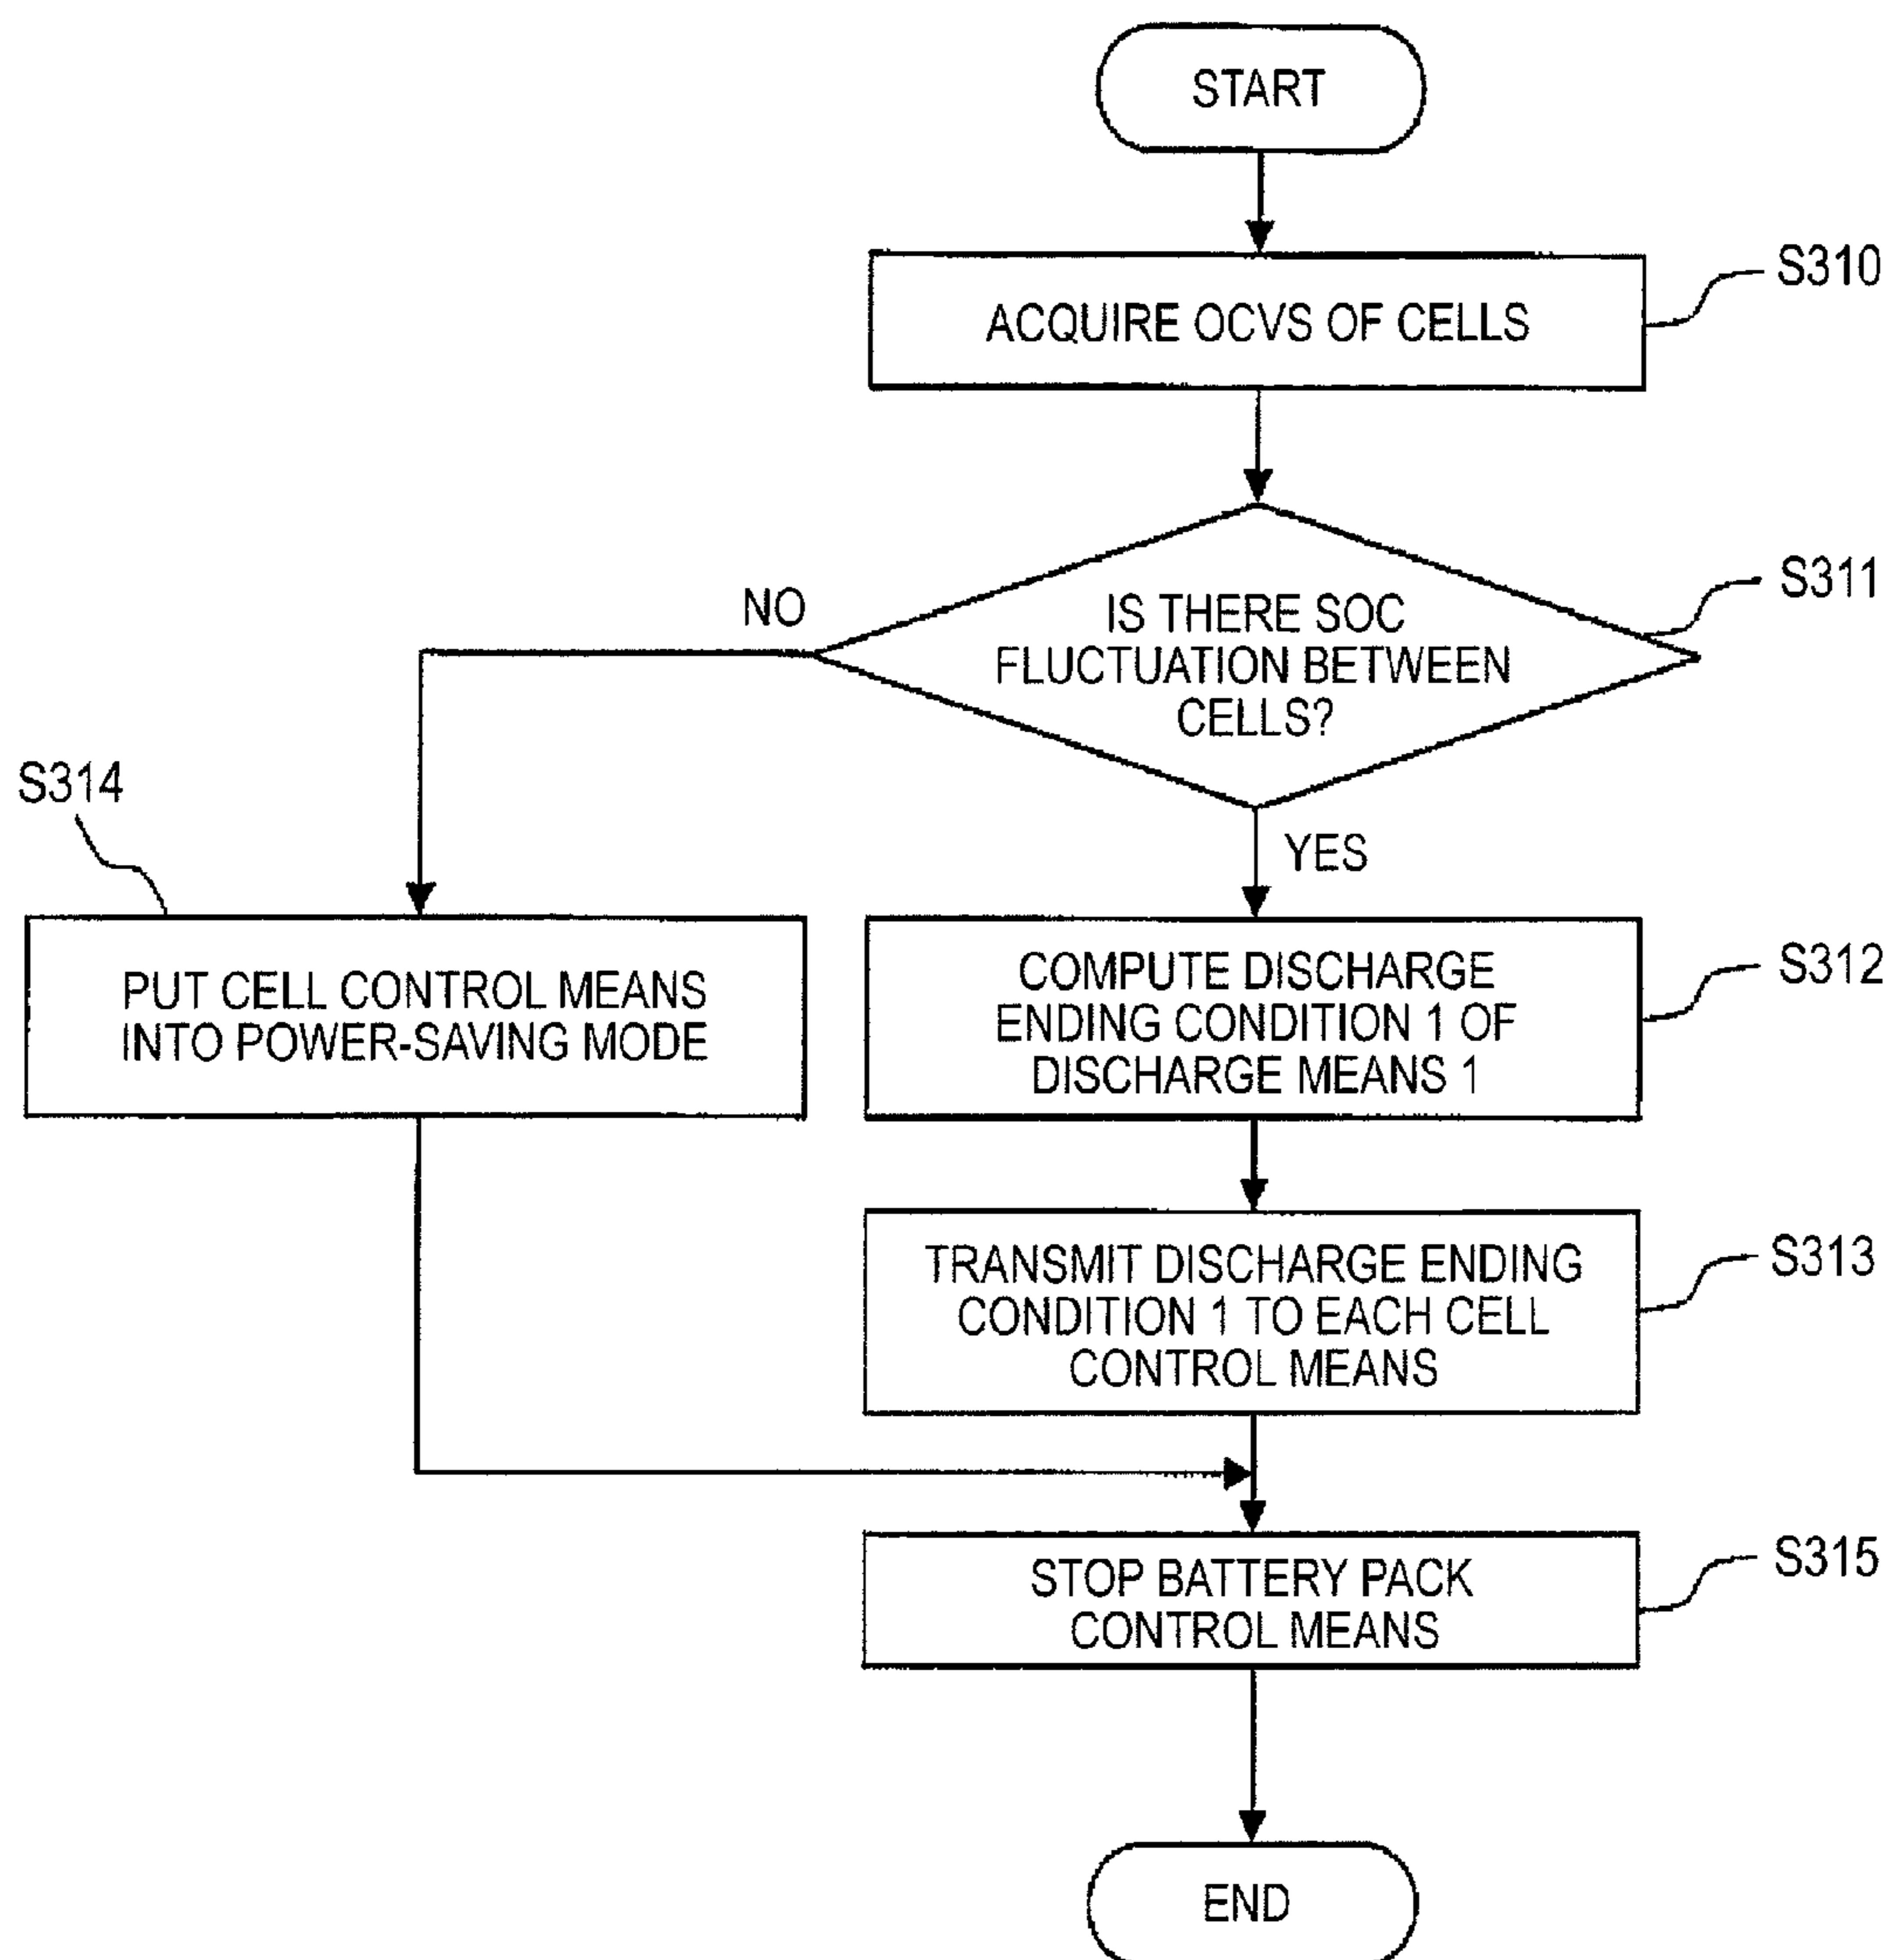 START
ACQUIRE OCVS OF CELLS
S310
IS THERE SOC
FLUCTUATION BETWEEN
CELLS?
S311
NO
YES
S314
PUT CELL CONTROL MEANS
INTO POWER-SAVING MODE
COMPUTE DISCHARGE
ENDING CONDITION 1 OF
DISCHARGE MEANS 1
S312
TRANSMIT DISCHARGE ENDING
CONDITION 1 TO EACH CELL
CONTROL MEANS
S313
STOP BATTERY PACK
CONTROL MEANS
S315
END